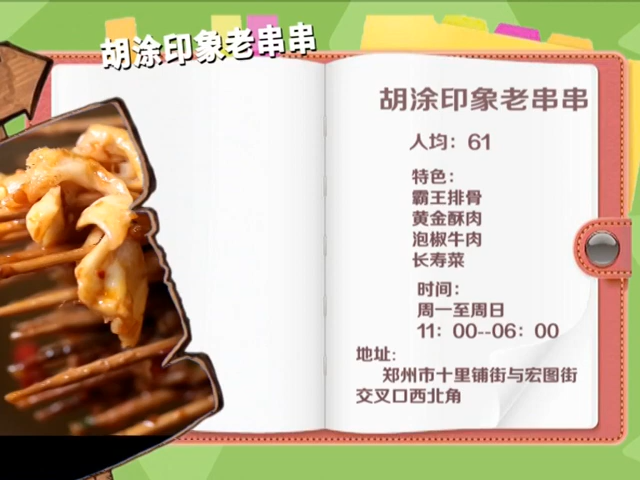 胡涂印象老串串
胡涂印象老串串
人均：61
特色：
霸王排骨
黄金酥肉
泡椒牛肉
长寿菜
时间：
周一至周日
11：00--06：00
地址：
郑州市十里铺街与宏图街
交叉口西北角